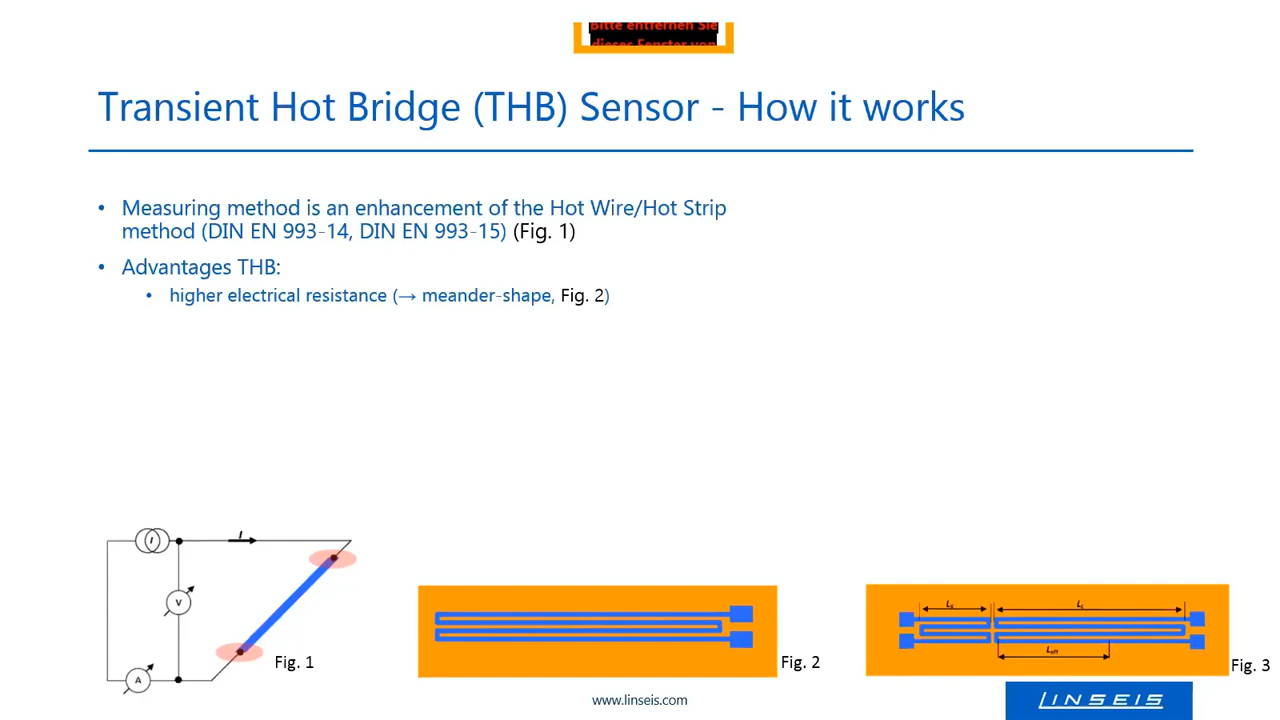 Bitte entfernen Sie
dieses Fenster von
Transient Hot Bridge (THB) Sensor - How it works
• Measuring method is an enhancement of the Hot Wire/Hot Strip
method (DIN EN 993-14, DIN EN 993-15) (Fig. 1)
• Advantages THB:
• higher electrical resistance (→ meander-shape, Fig. 2)
I
I
V
A
Fig. 1
Fig. 2
Leff
Fig. 3
www.linseis.com
LINSEIS